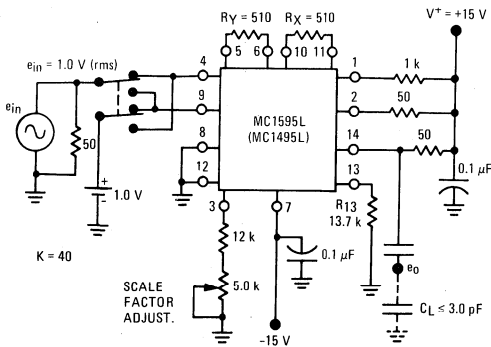 RY = 510
RX = 510
V+ = +15 V
ein = 1.0 V (rms)
4
5
6
10
11
1
1 k
ein
9
MC1595L
(MC1495L)
2
50
50
8
14
50
+
1.0 V
-
12
13
0.1 µF
3
7
R13
13.7 k
12 k
0.1 µF
K = 40
eo
SCALE
FACTOR
ADJUST.
5.0 k
CL ≤ 3.0 pF
-15 V